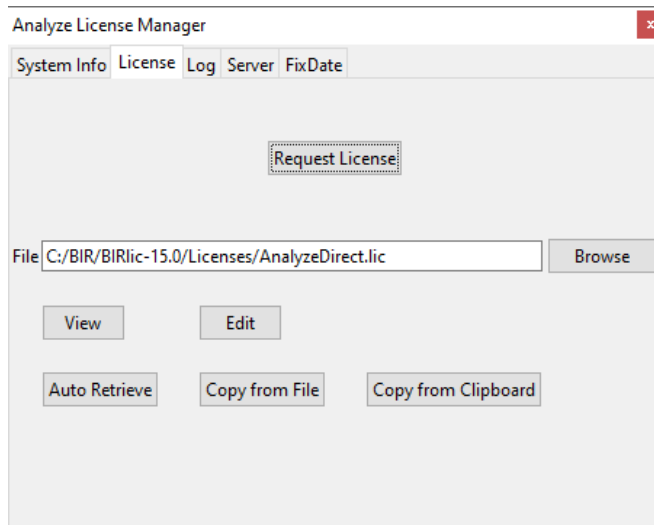 Analyze License Manager
x
System Info License Log Server FixDate
Request License
File C:/BIR/BIRlic-15.0/Licenses/AnalyzeDirect.lic Browse
View Edit
Auto Retrieve Copy from File Copy from Clipboard